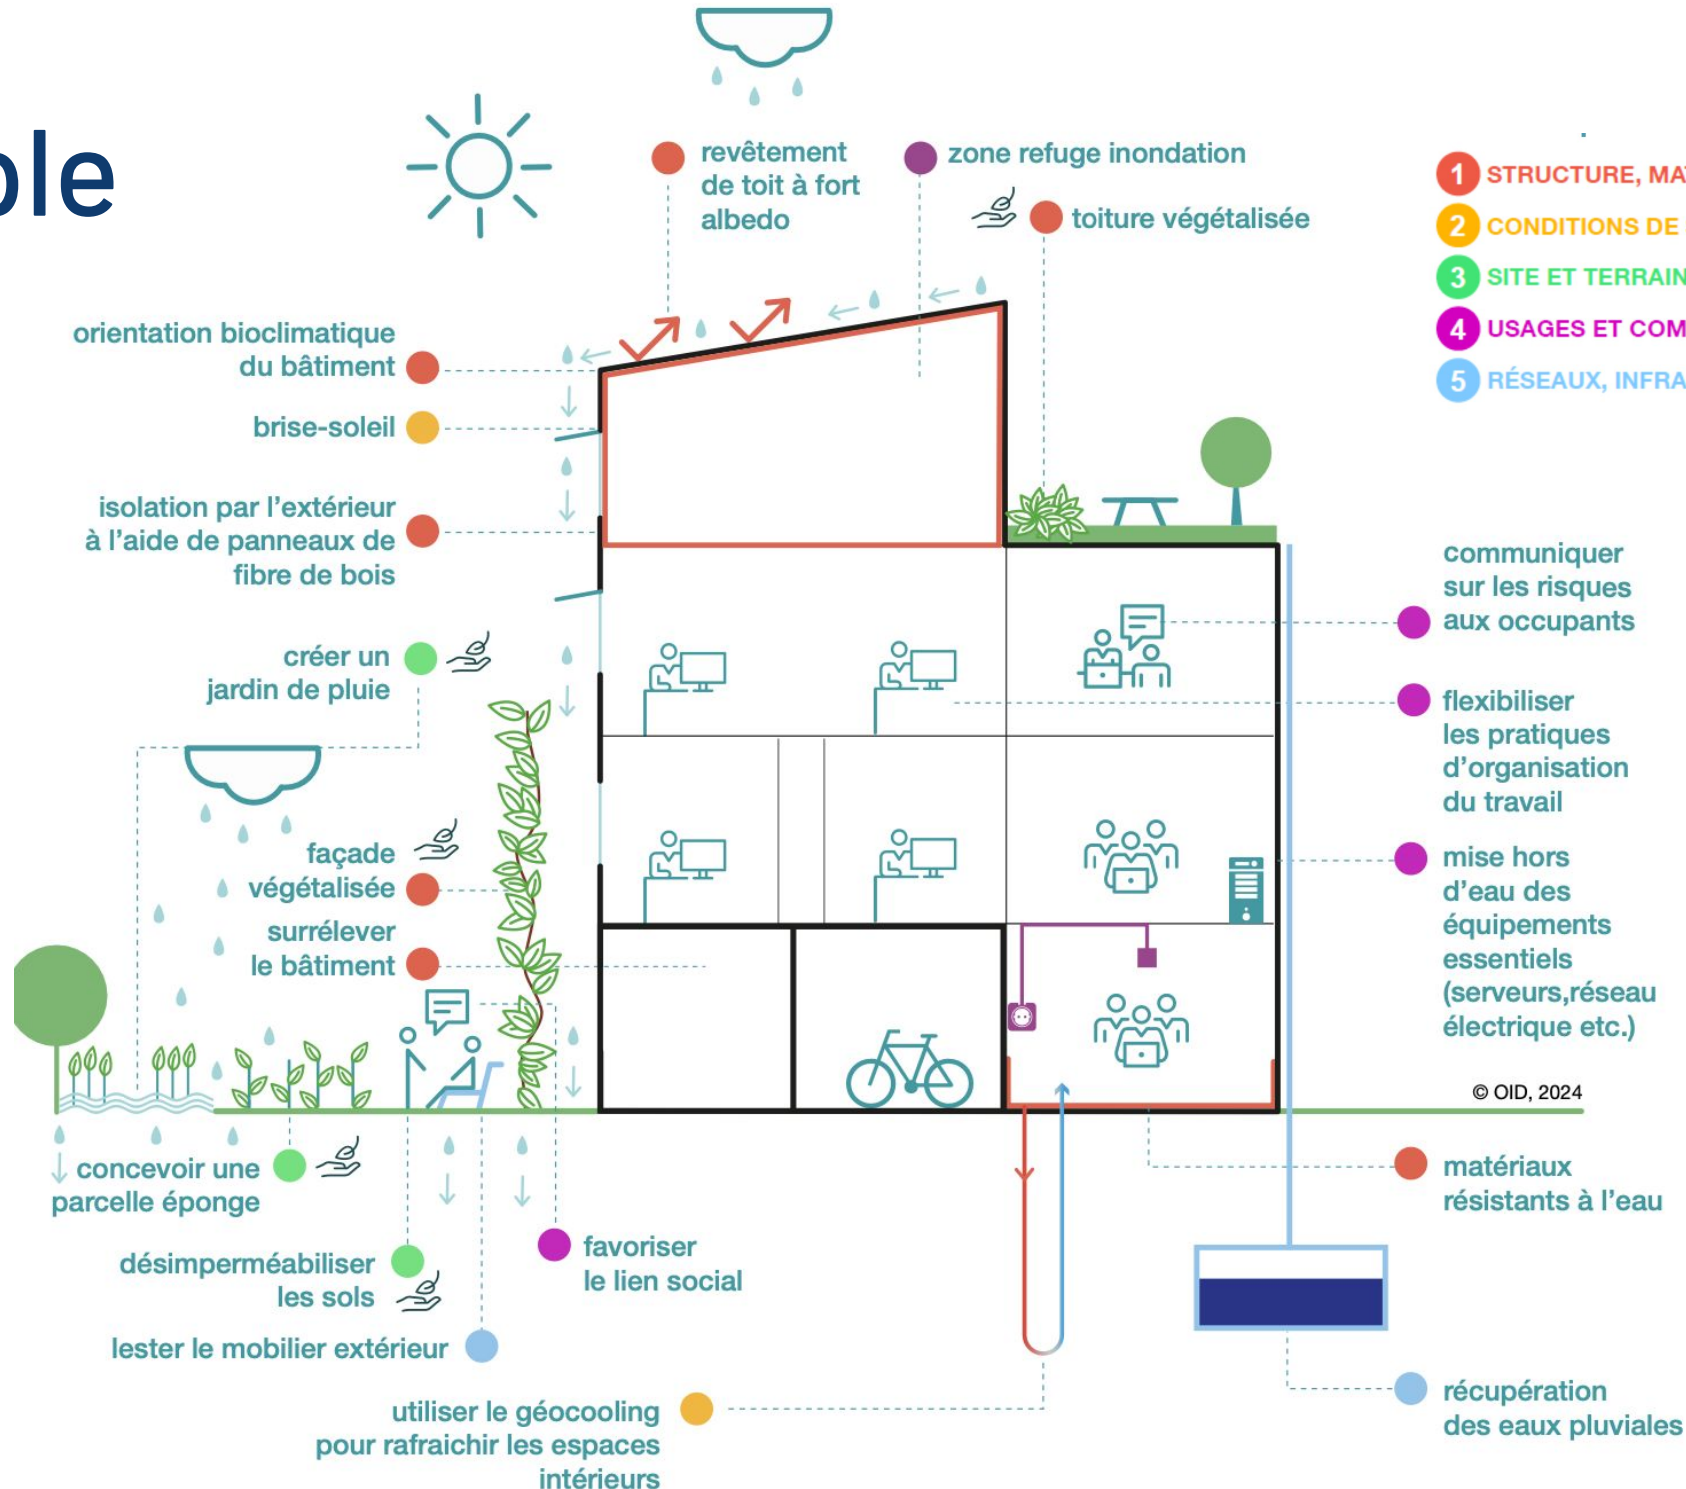 revêtement
de toit à fort
albedo
zone refuge inondation
toiture végétalisée
1 STRUCTURE,
2 CONDITIONS DE
3 SITE ET TERRAIN
4 USAGES ET
5 RÉSEAUX,
orientation bioclimatique
du bâtiment
brise-soleil
isolation par l'extérieur
à l'aide de panneaux de
fibre de bois
créer un
jardin de pluie
façade
végétalisée
surrélever
le bâtiment
communiquer
sur les risques
aux occupants
flexibiliser
les pratiques
d'organisation
du travail
mise hors
d'eau des
équipements
essentiels
(serveurs,réseau
électrique etc.)
© OID, 2024
concevoir une
parcelle éponge
désimperméabiliser
les sols
lester le mobilier extérieur
favoriser
le lien social
utiliser le géocooling
pour rafraichir les espaces
intérieurs
matériaux
résistants à l'eau
récupération
des eaux pluviales